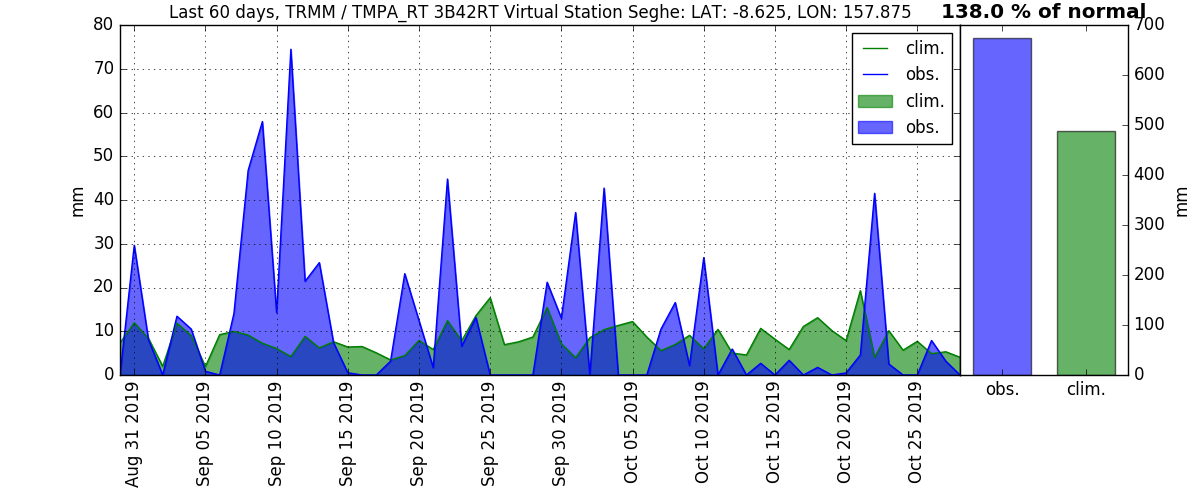 Last 60 days, TRMM / TMPA_RT 3B42RT Virtual Station Seghe: LAT: -8.625, LON: 157.875
138.0 % of normal
mm
80
70
60
50
40
30
20
10
0
clim.
obs.
clim.
obs.
Aug 31 2019
Sep 05 2019
Sep 10 2019
Sep 15 2019
Sep 20 2019
Sep 25 2019
Sep 30 2019
Oct 05 2019
Oct 10 2019
Oct 15 2019
Oct 20 2019
Oct 25 2019
700
600
500
400
300
200
100
0
mm
obs.
clim.